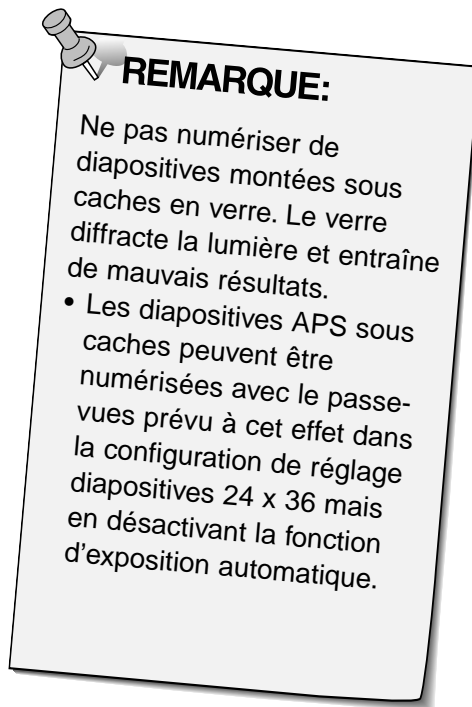 REMARQUE:
Ne pas numériser de
diapositives montées sous
caches en verre. Le verre
diffracte la lumière et entraîne
de mauvais résultats.
• Les diapositives APS sous
caches peuvent être
numérisées avec le passe-
vues prévu à cet effet dans
la configuration de réglage
diapositives 24 x 36 mais
en désactivant la fonction
d'exposition automatique.